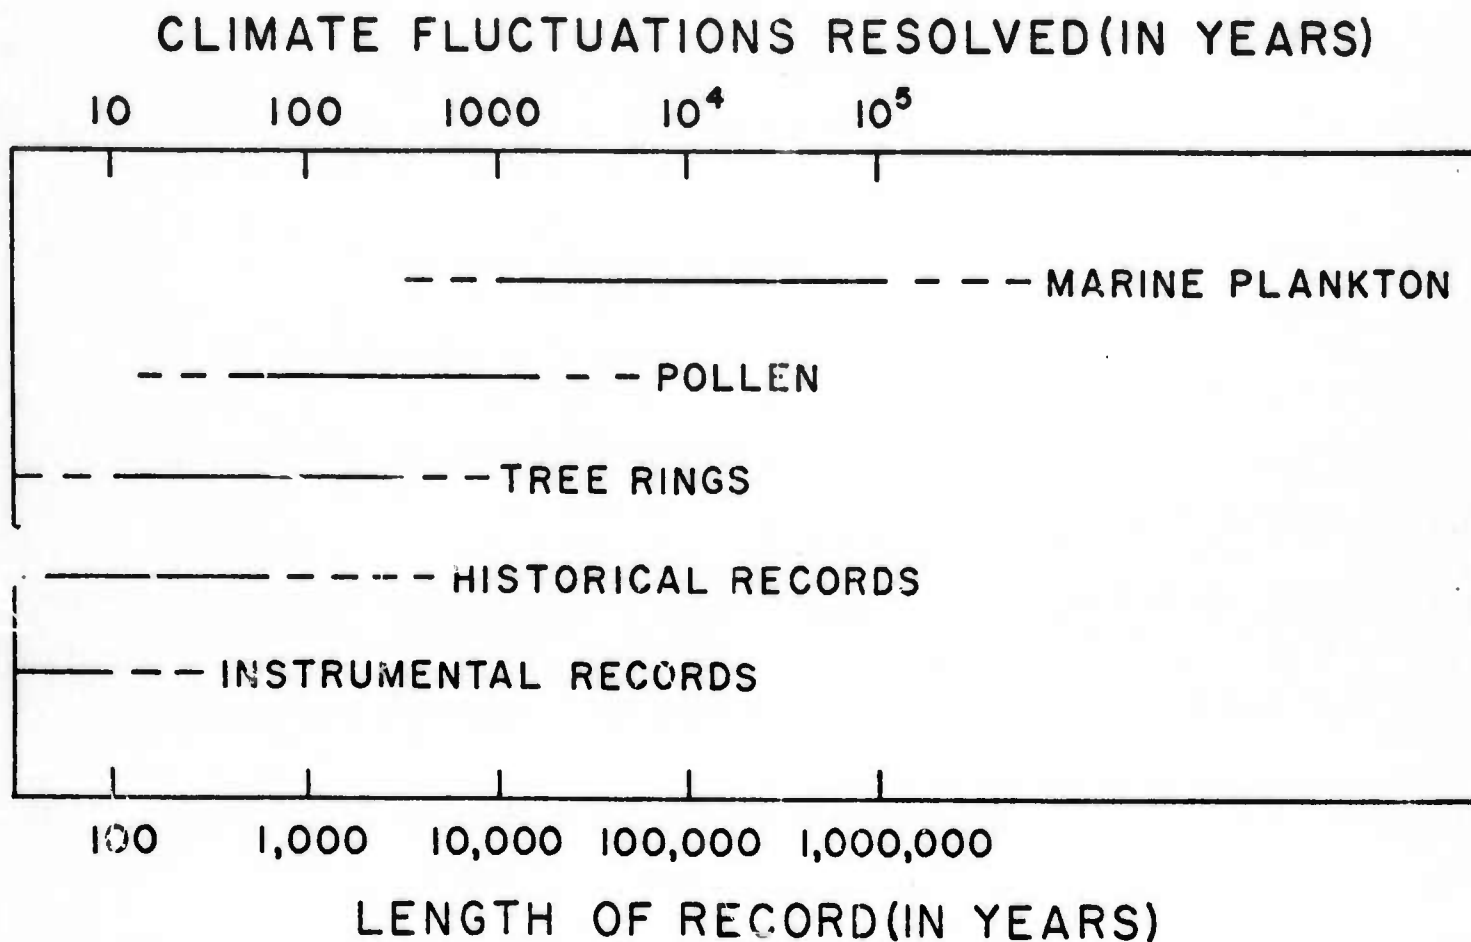 CLIMATE FLUCTUATIONS RESOLVED(IN YEARS)
10 100 1000 10⁴ 10⁵
MARINE PLANKTON
POLLEN
TREE RINGS
HISTORICAL RECORDS
INSTRUMENTAL RECORDS
100 1,000 10,000 100,000 1,000,000
LENGTH OF RECORD(IN YEARS)